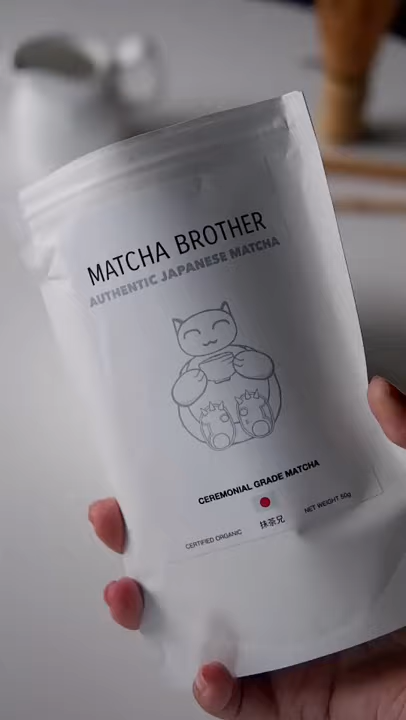 MATCHA BROTHER
AUTHENTIC JAPANESE MATCHA
CEREMONIAL GRADE MATCHA
CERTIFIED ORGANIC
抹茶兄
NET WEIGHT 50g